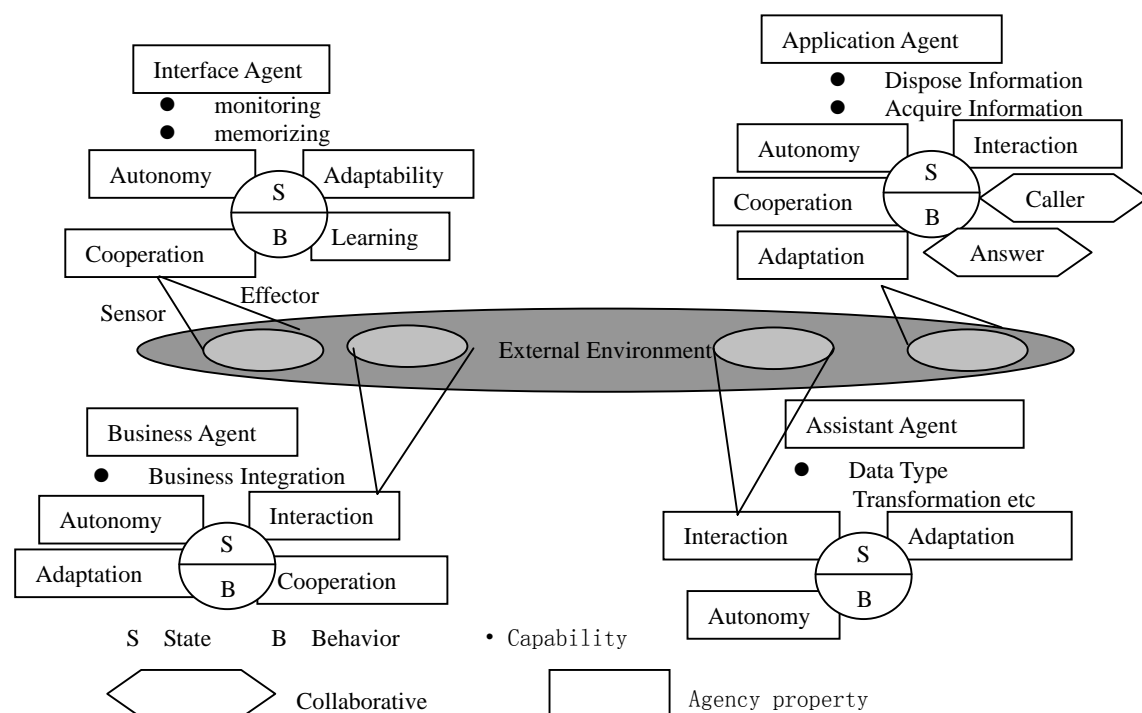 Interface Agent
● monitoring
● memorizing
Autonomy
Adaptability
S
B
Learning
Cooperation
Effector
Sensor
Application Agent
● Dispose Information
● Acquire Information
Autonomy
Interaction
S
B
Cooperation
Caller
Adaptation
Answer
External Environment
Business Agent
● Business Integration
Autonomy
Interaction
S
B
Adaptation
Cooperation
Assistant Agent
● Data Type
Transformation etc
Interaction
Adaptation
S
B
Autonomy
S State B Behavior • Capability
Collaborative Agency property